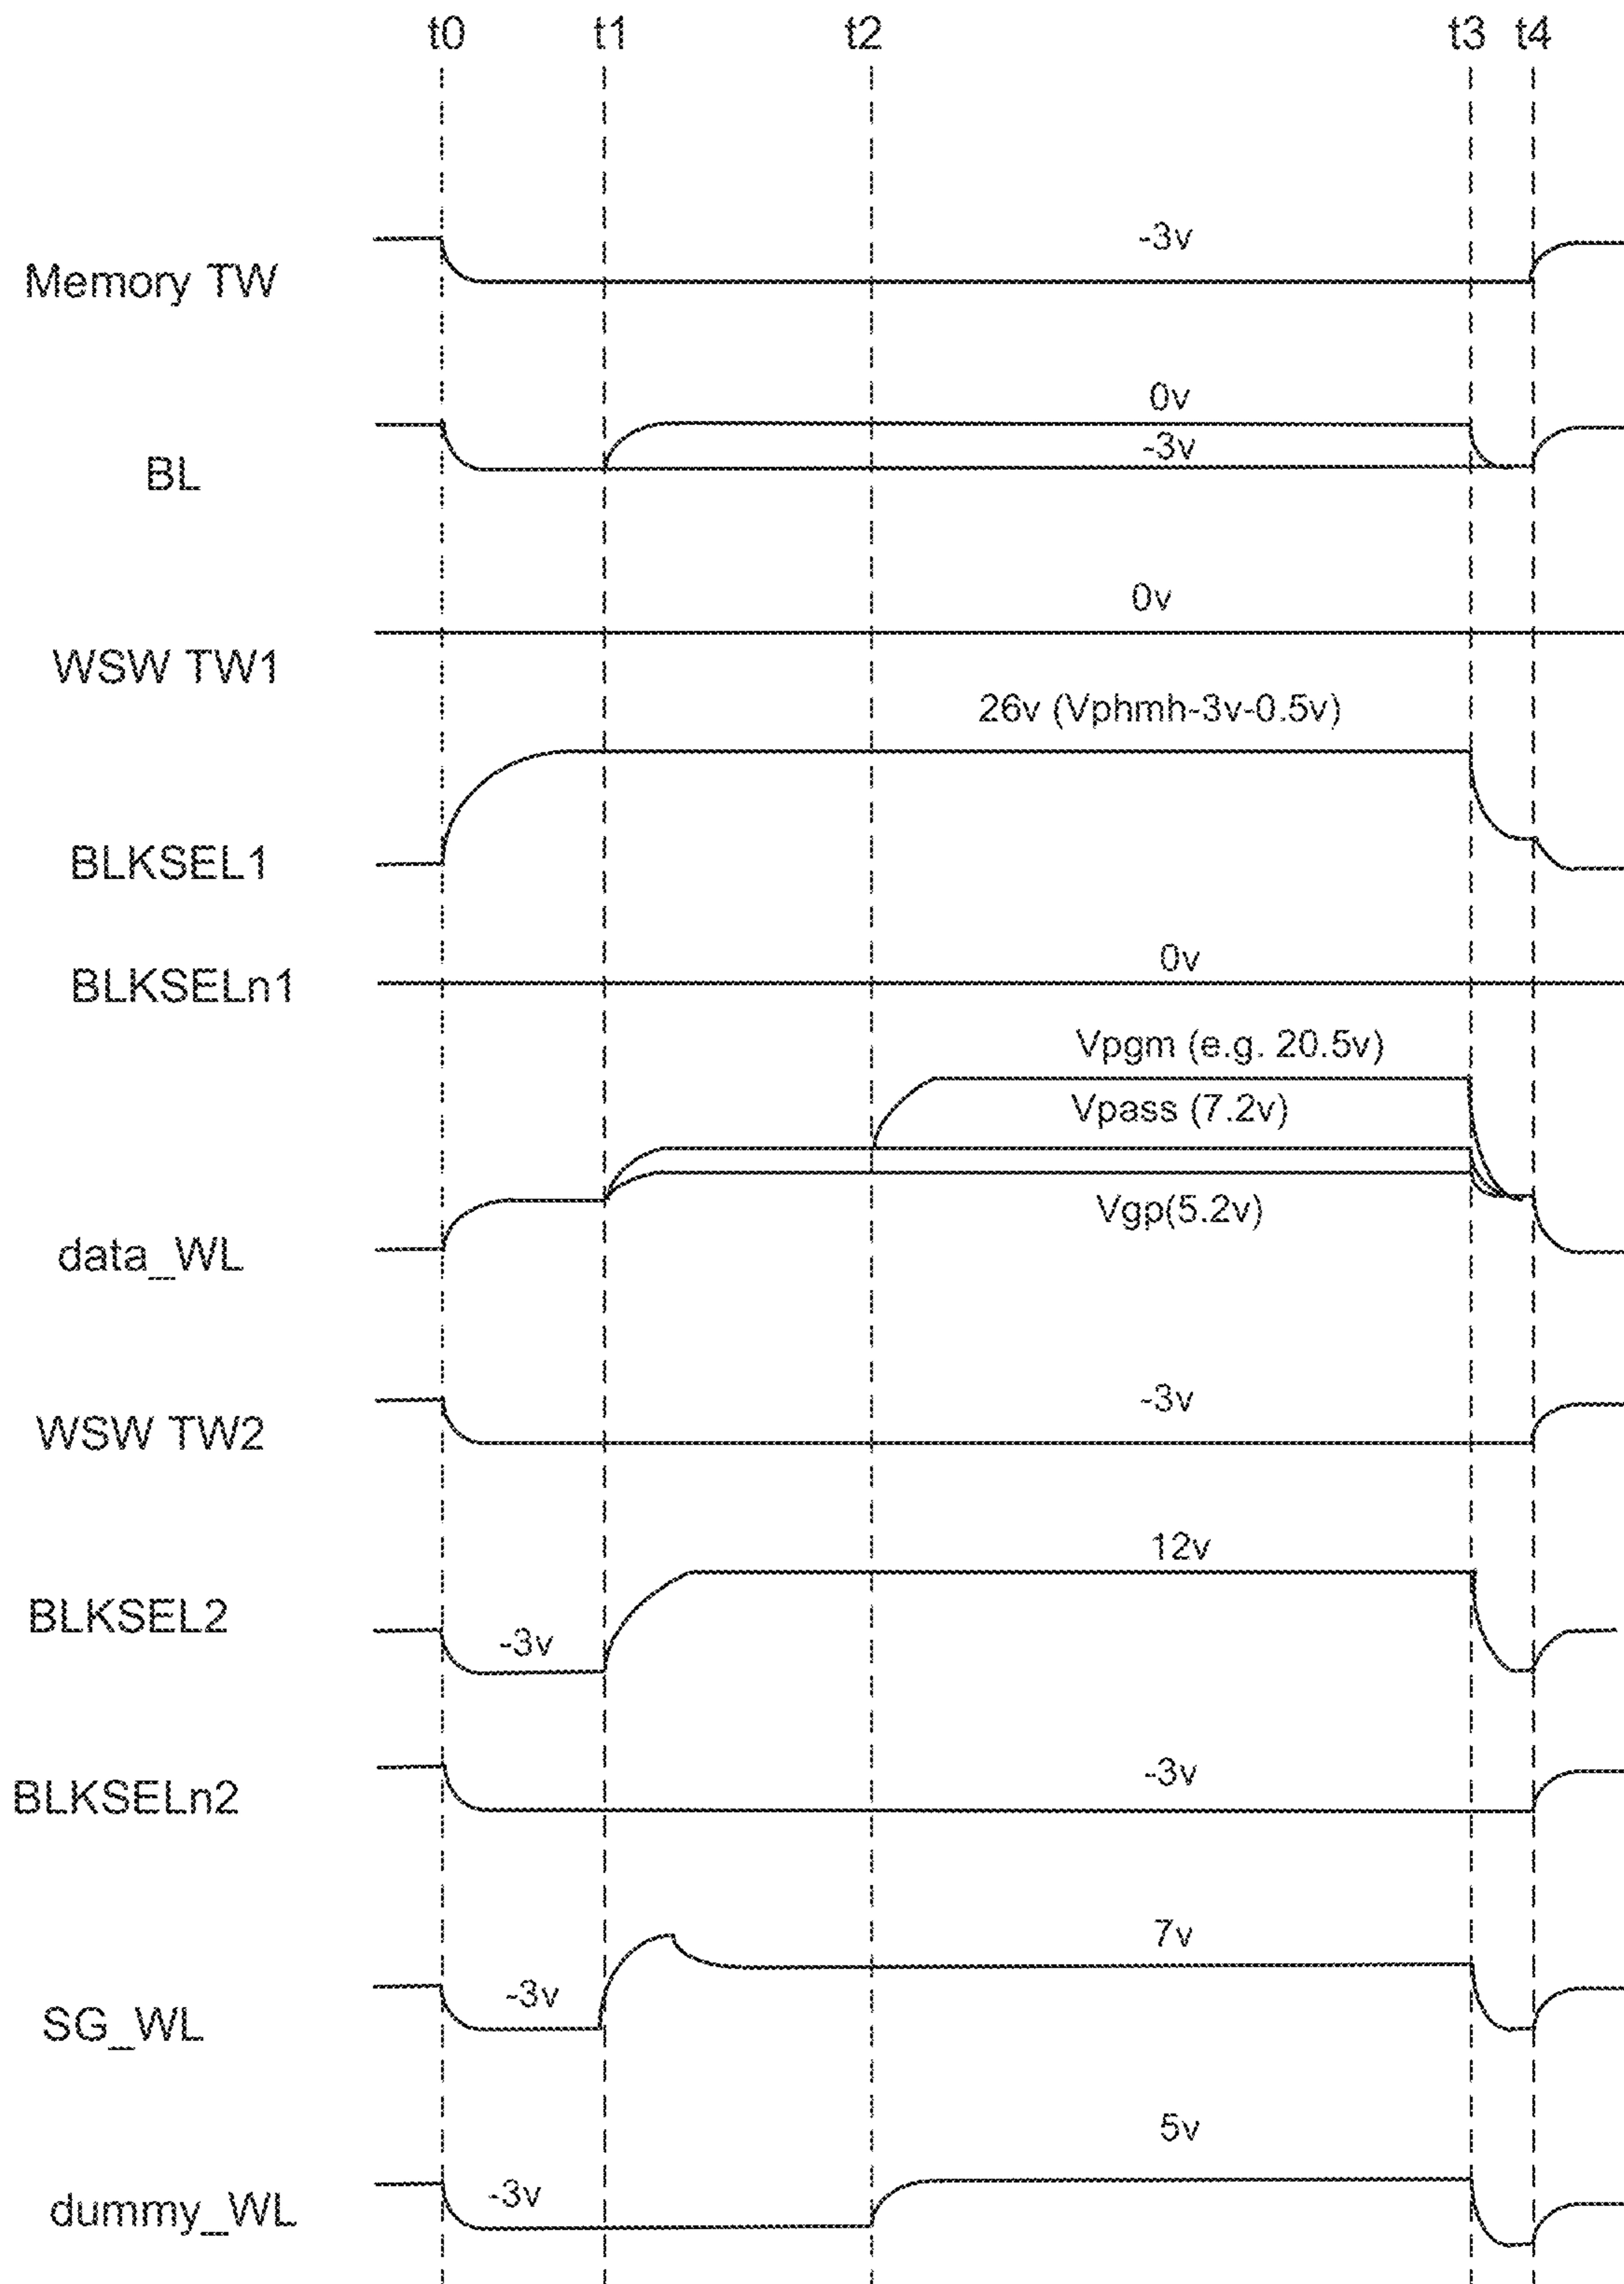 t0 t1 t2 t3 t4
-3v
Memory TW
0v
-3v
BL
0v
WSW TW1
26v (Vphmh-3v-0.5v)
BLKSEL1
0v
BLKSELn1
Vpgm (e.g. 20.5v)
Vpass (7.2v)
Vgp(5.2v)
data_WL
-3v
WSW TW2
12v
BLKSEL2
-3v
-3v
BLKSELn2
7v
-3v
SG_WL
5v
-3v
dummy_WL